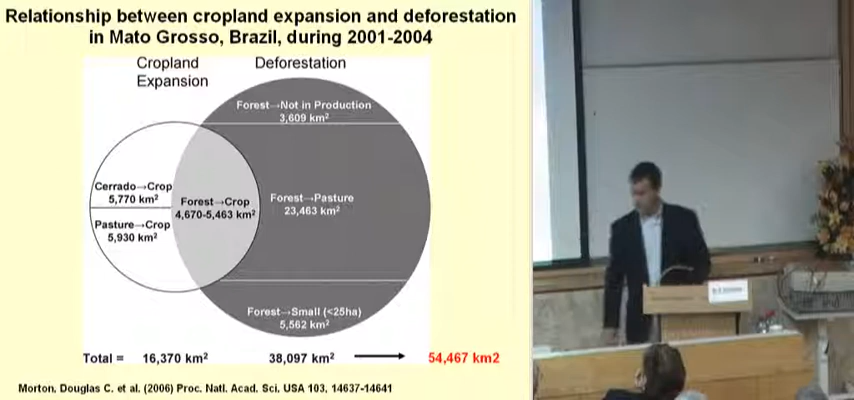 Relationship between cropland expansion and deforestation
in Mato Grosso, Brazil, during 2001-2004
Cropland
Expansion
Deforestation
Forest→Not in Production
3,609 km²
Cerrado→Crop
5,770 km²
Forest→Crop
4,670-5,463 km²
Forest→Pasture
23,463 km²
Pasture→Crop
5,930 km²
Forest→Small (<25ha)
5,562 km²
Total = 16,370 km² 38,097 km² → 54,467 km2
Morton, Douglas C. et al. (2006) Proc. Natl. Acad. Sci. USA 103, 14637-14641